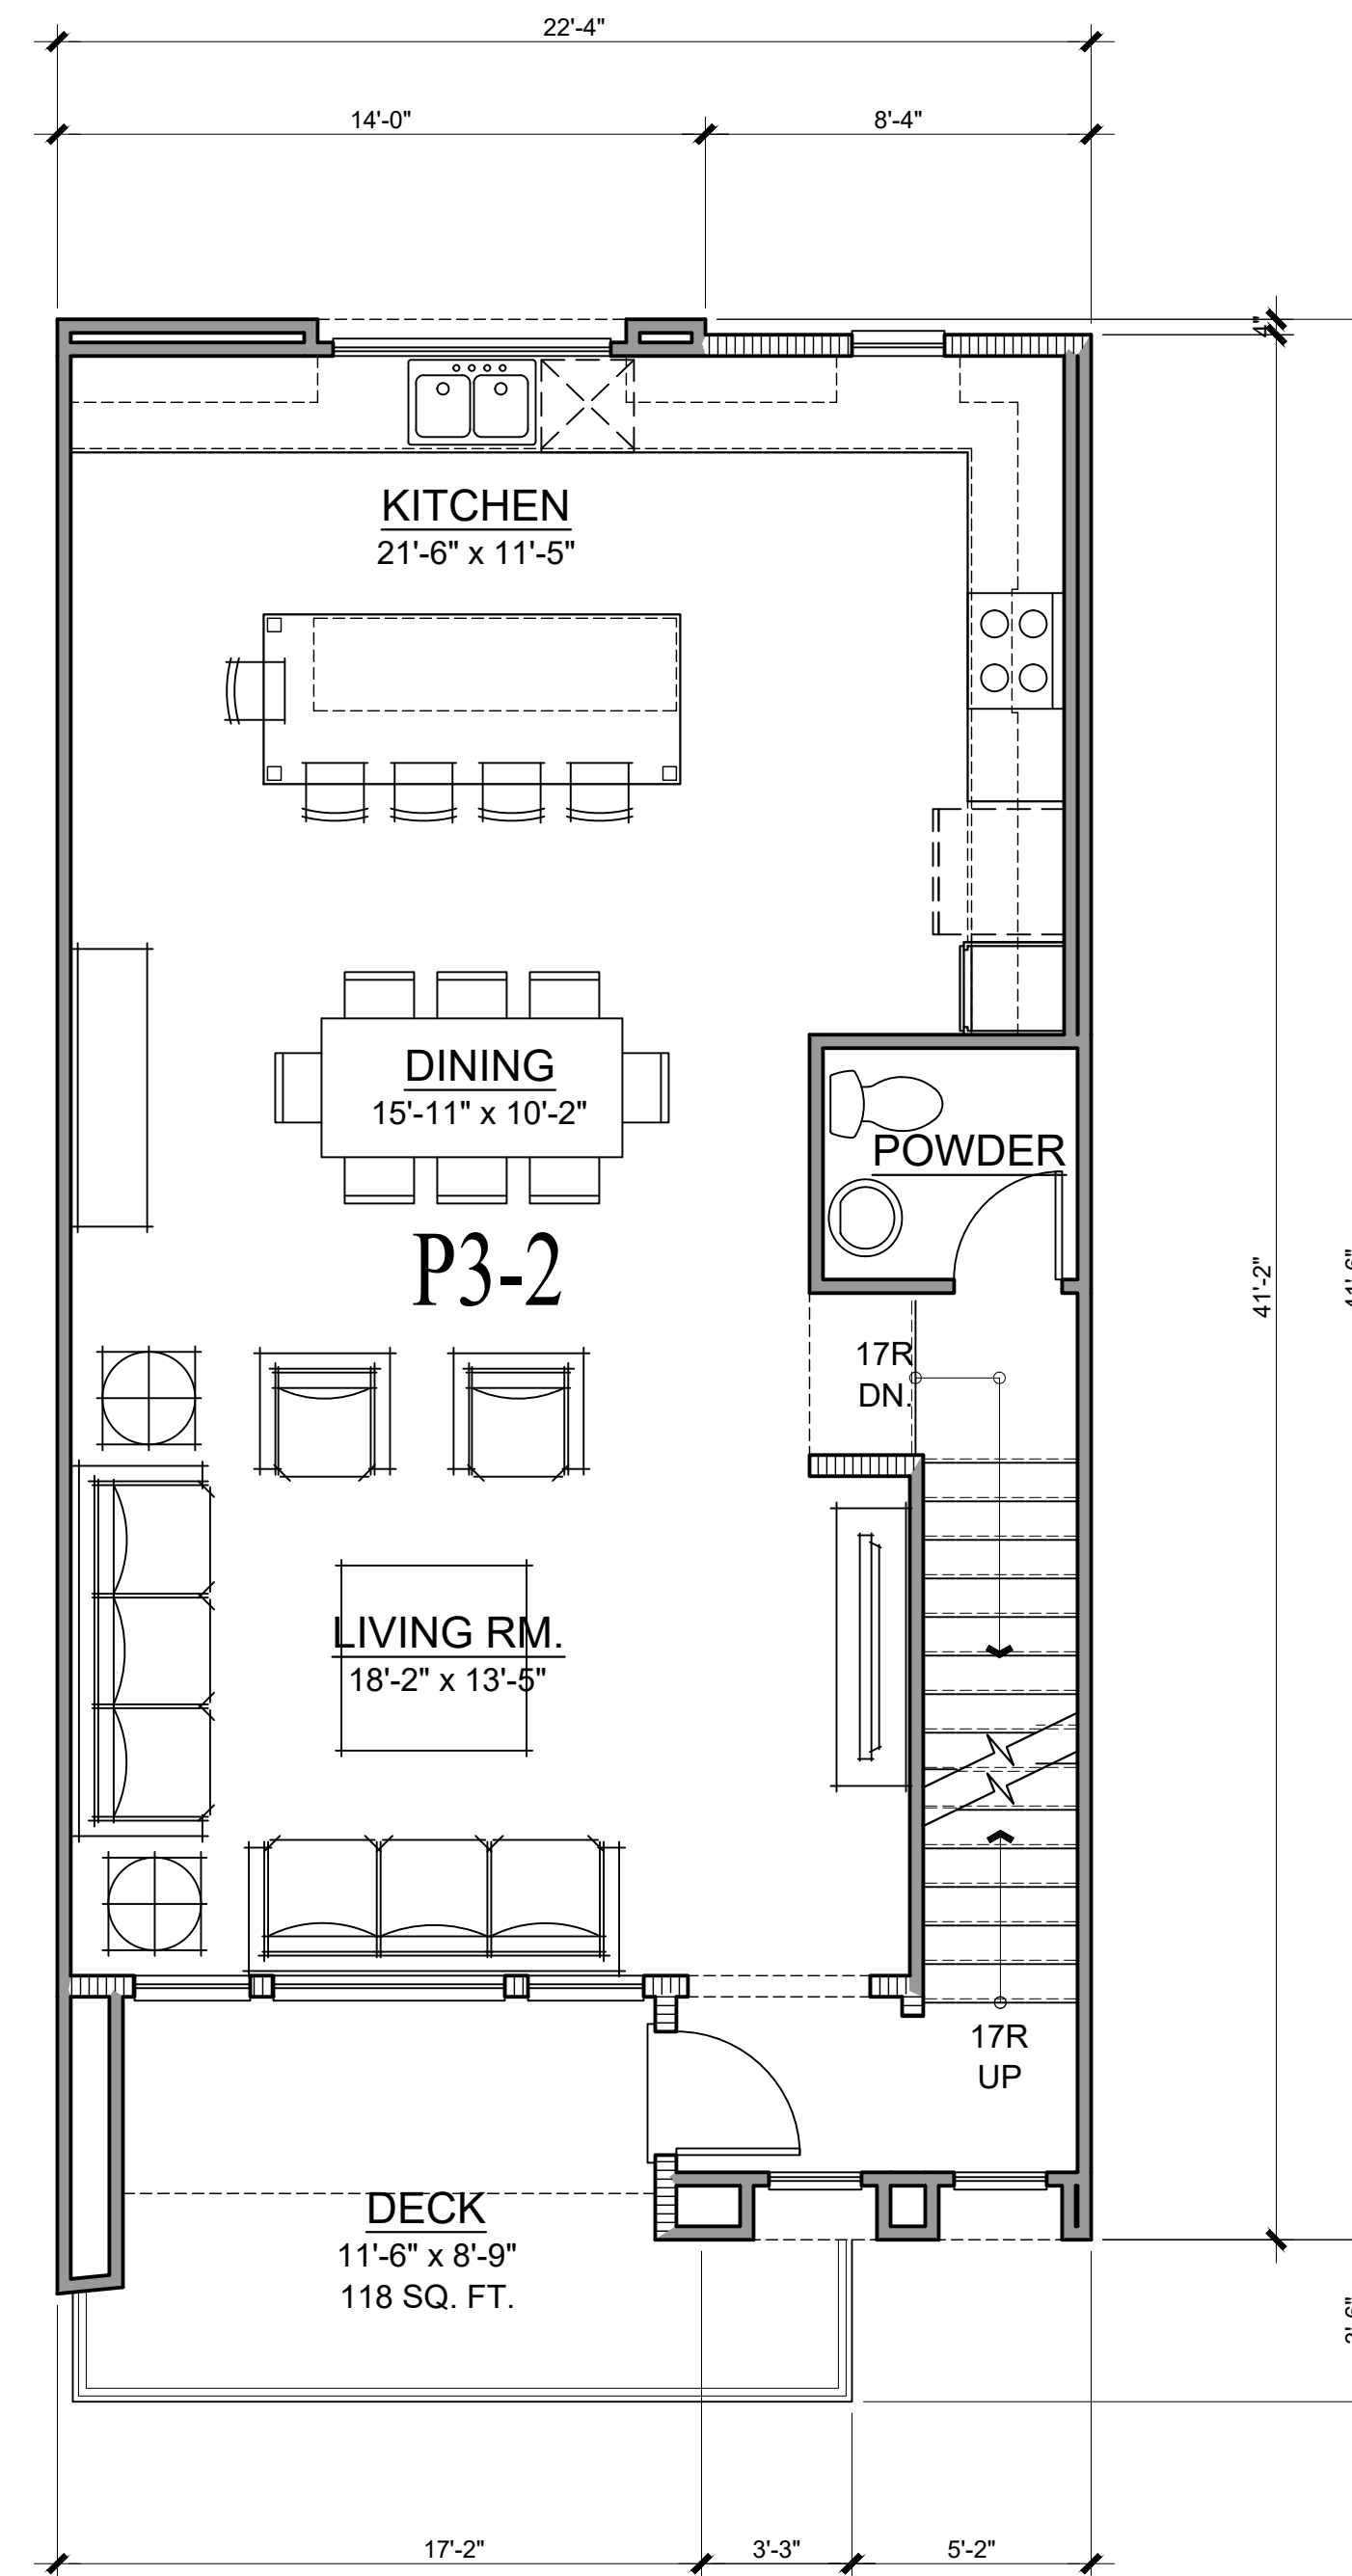 22'-4"
14'-0"
8'-4"
4"
KITCHEN
21'-6" x 11'-5"
DINING
15'-11" x 10'-2"
POWDER
P3-2
41'-2"
17R
DN.
LIVING RM.
18'-2" x 13'-5"
17R
UP
DECK
11'-6" x 8'-9"
118 SQ. FT.
17'-2"
3'-3"
5'-2"